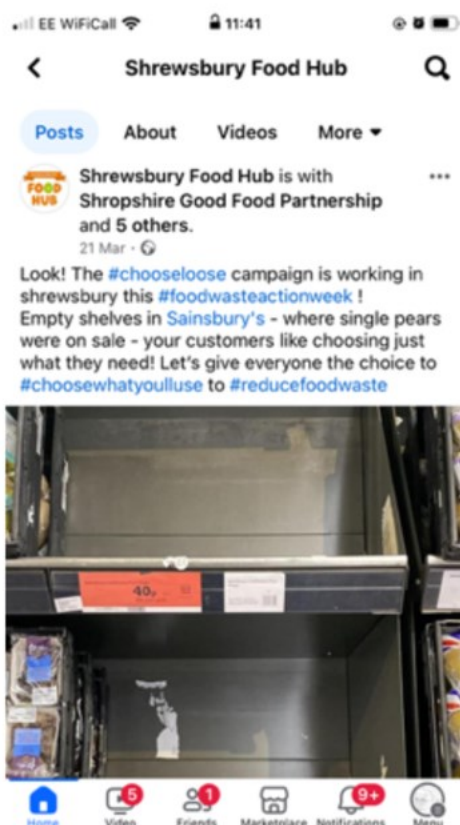 EE WiFiCall
11:41
Shrewsbury Food Hub
Posts About Videos More
FOOD
HUB
Shrewsbury Food Hub is with
Shropshire Good Food Partnership
and 5 others.
21 Mar ·
Look! The #chooseloose campaign is working in
shrewsbury this #foodwasteactionweek !
Empty shelves in Sainsbury's - where single pears
were on sale - your customers like choosing just
what they need! Let's give everyone the choice to
#choosewhatyoulluse to #reducefoodwaste
40p
5 1 9+
Home Video Friends Marketplace Notifications Menu